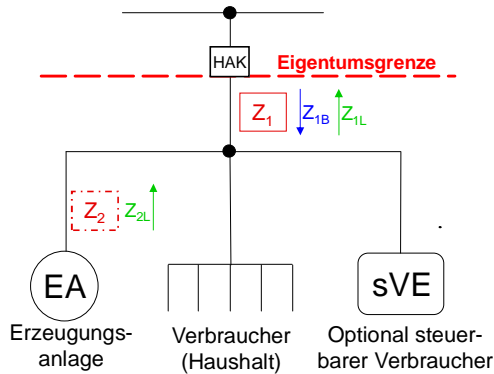 HAK
Eigentumsgrenze
Z1
Z1B
Z1L
Z2
Z2L
EA
sVE
Erzeugungs-
anlage
Verbraucher
(Haushalt)
Optional steuer-
barer Verbraucher